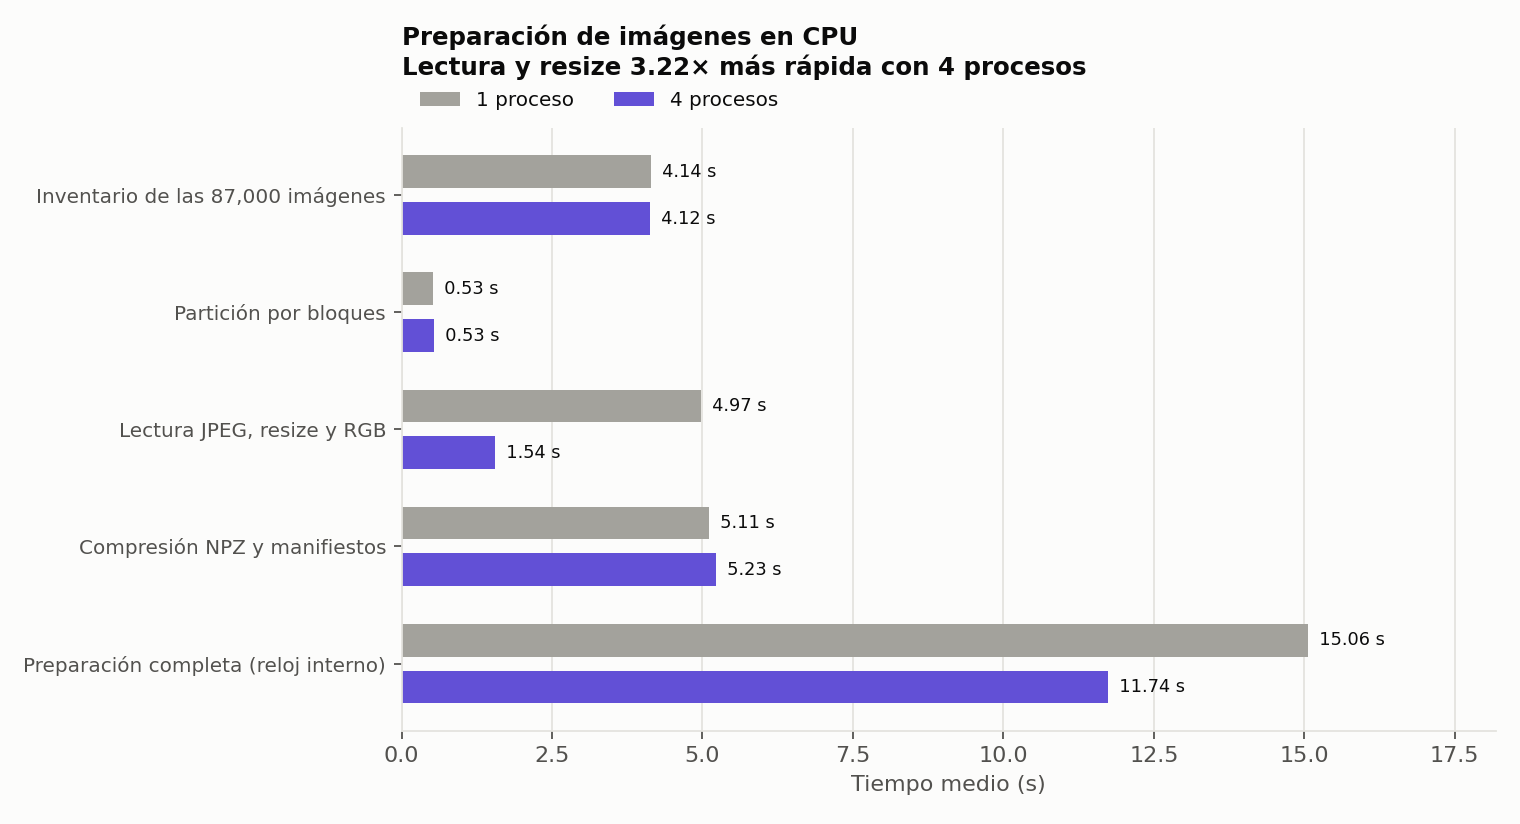 Preparación de imágenes en CPU
Lectura y resize 3.22× más rápida con 4 procesos
1 proceso 4 procesos
Inventario de las 87,000 imágenes
4.14 s
4.12 s
Partición por bloques
0.53 s
0.53 s
Lectura JPEG, resize y RGB
4.97 s
1.54 s
Compresión NPZ y manifiestos
5.11 s
5.23 s
Preparación completa (reloj interno)
15.06 s
11.74 s
0.0 2.5 5.0 7.5 10.0 12.5 15.0 17.5
Tiempo medio (s)